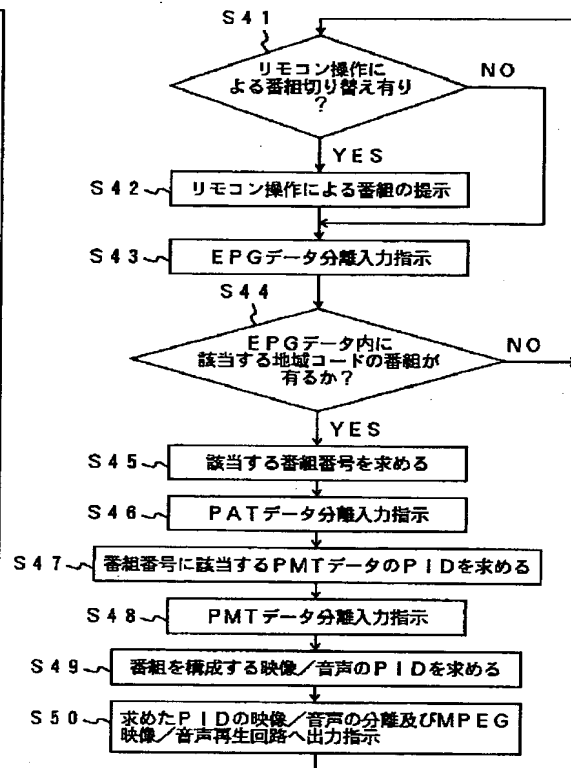 S41
リモコン操作に
よる番組切り替え有り
?
NO
YES
S42
リモコン操作による番組の提示
S43
EPGデータ分離入力指示
S44
EPGデータ内に
該当する地域コードの番組が
有るか?
NO
YES
S45
該当する番組番号を求める
S46
PATデータ分離入力指示
S47
番組番号に該当するPMTデータのPIDを求める
S48
PMTデータ分離入力指示
S49
番組を構成する映像/音声のPIDを求める
S50
求めたPIDの映像/音声の分離及びMPEG
映像/音声再生回路へ出力指示